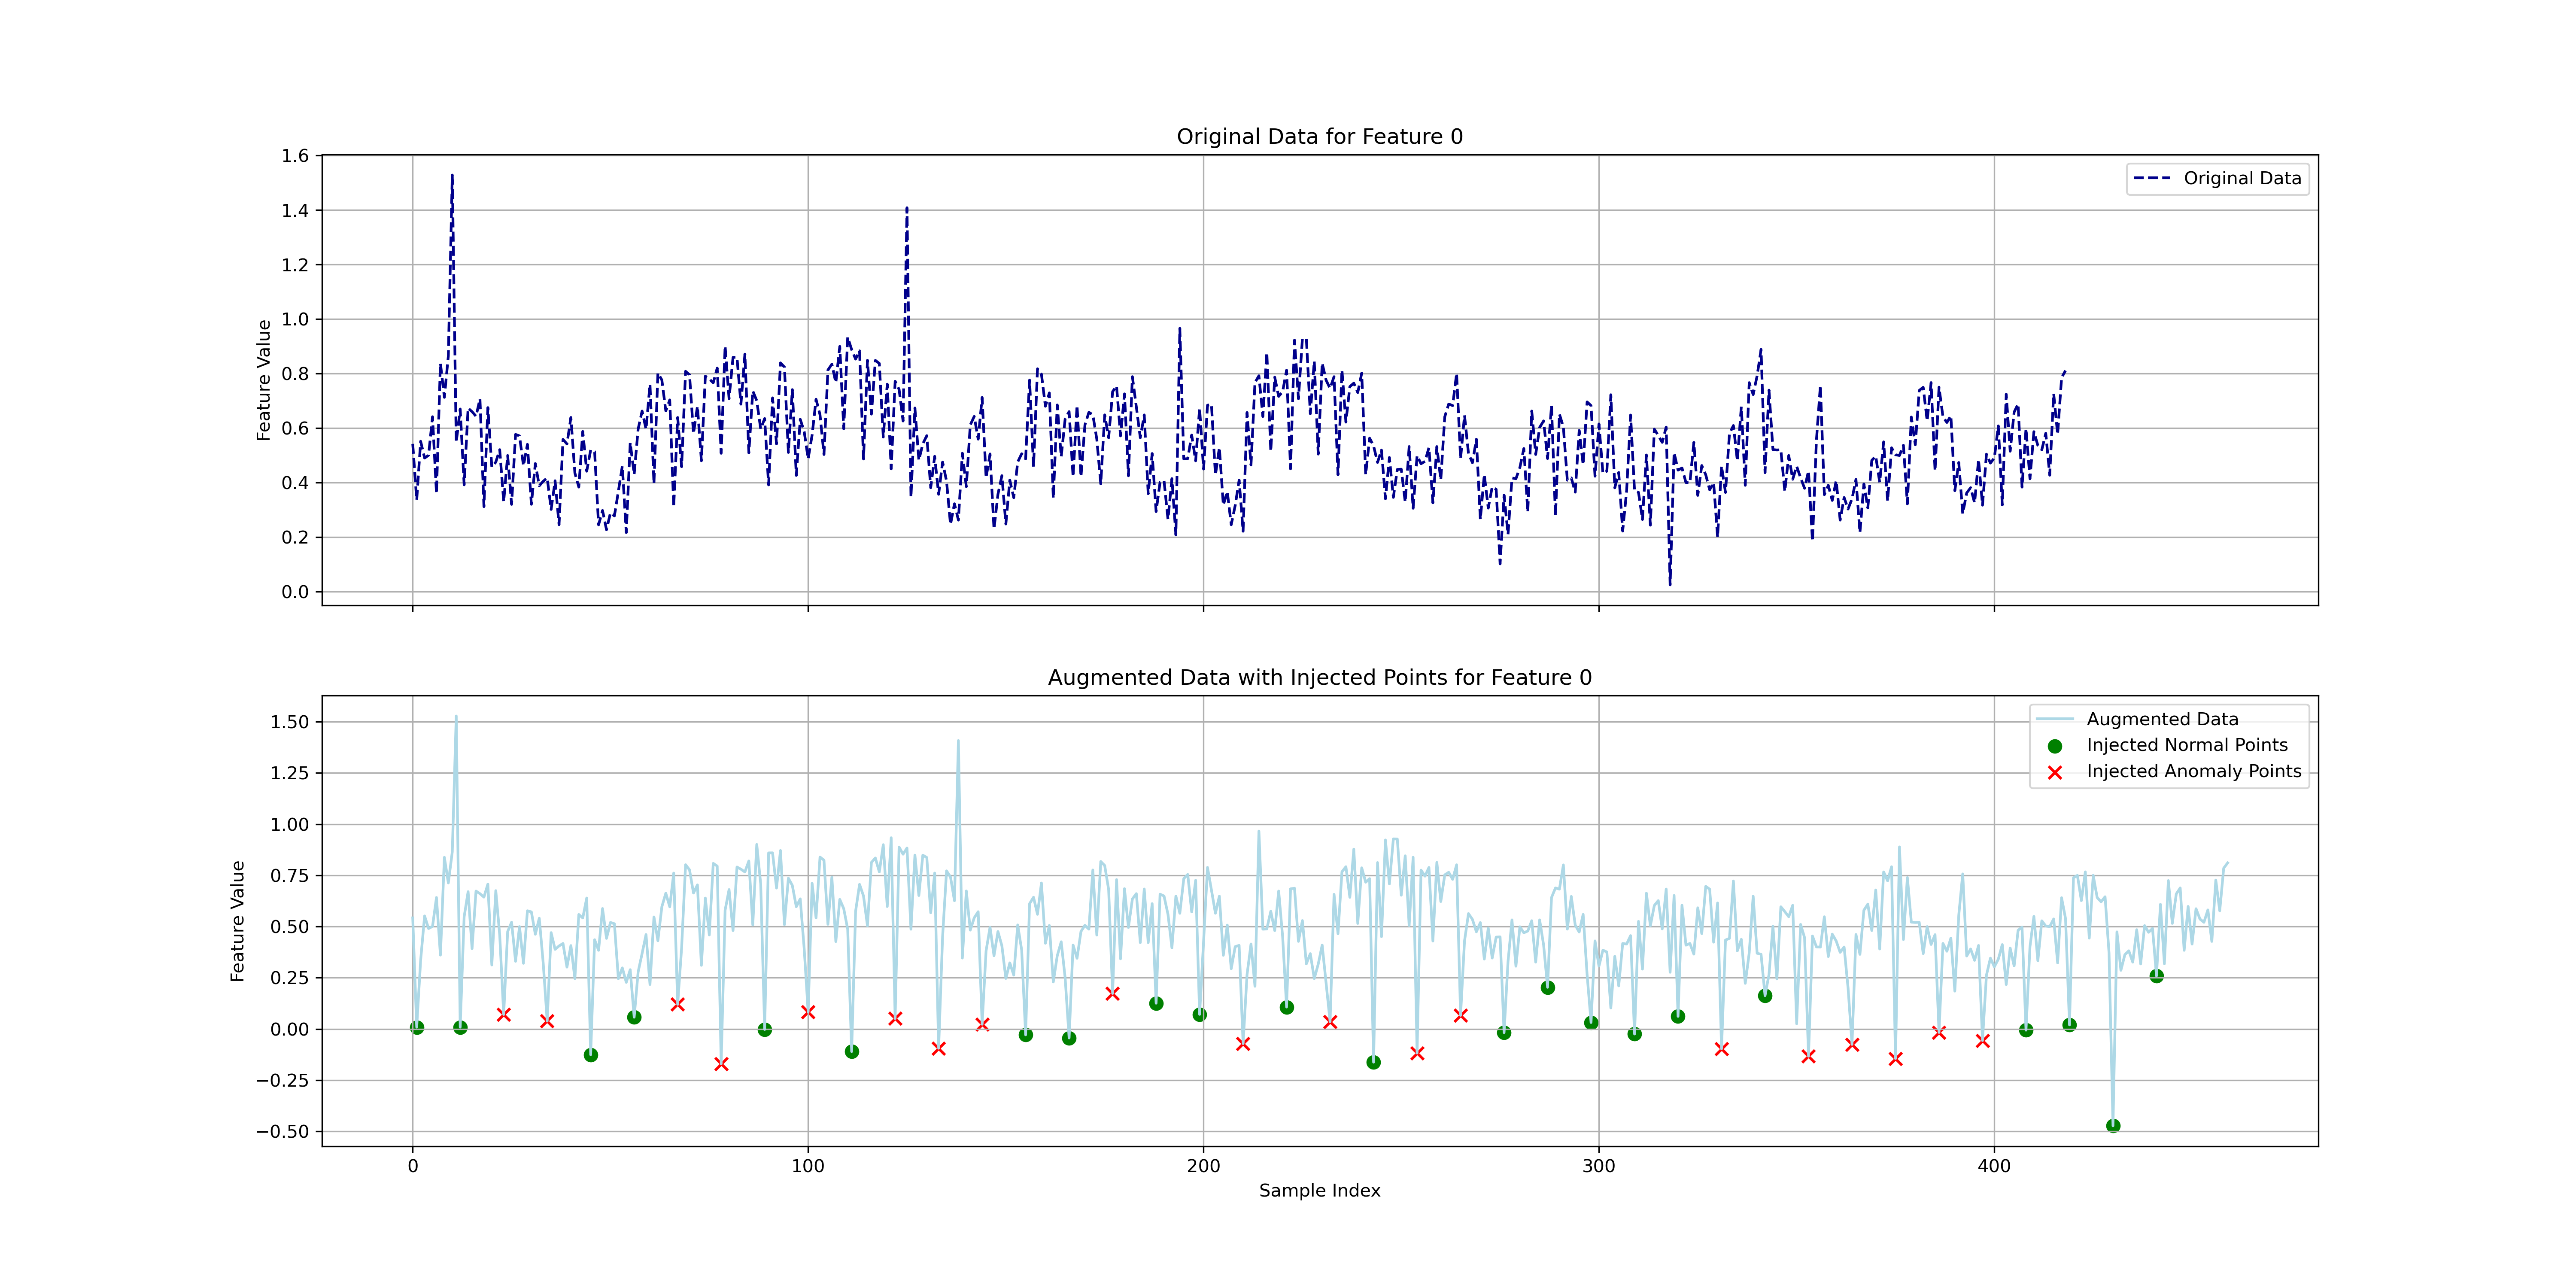 Original Data for Feature 0
1.6
1.4
1.2
1.0
0.8
0.6
0.4
0.2
0.0
Feature Value
Original Data
Augmented Data with Injected Points for Feature 0
1.50
1.25
1.00
0.75
0.50
0.25
0.00
−0.25
−0.50
Feature Value
Augmented Data
Injected Normal Points
Injected Anomaly Points
0 100 200 300 400
Sample Index